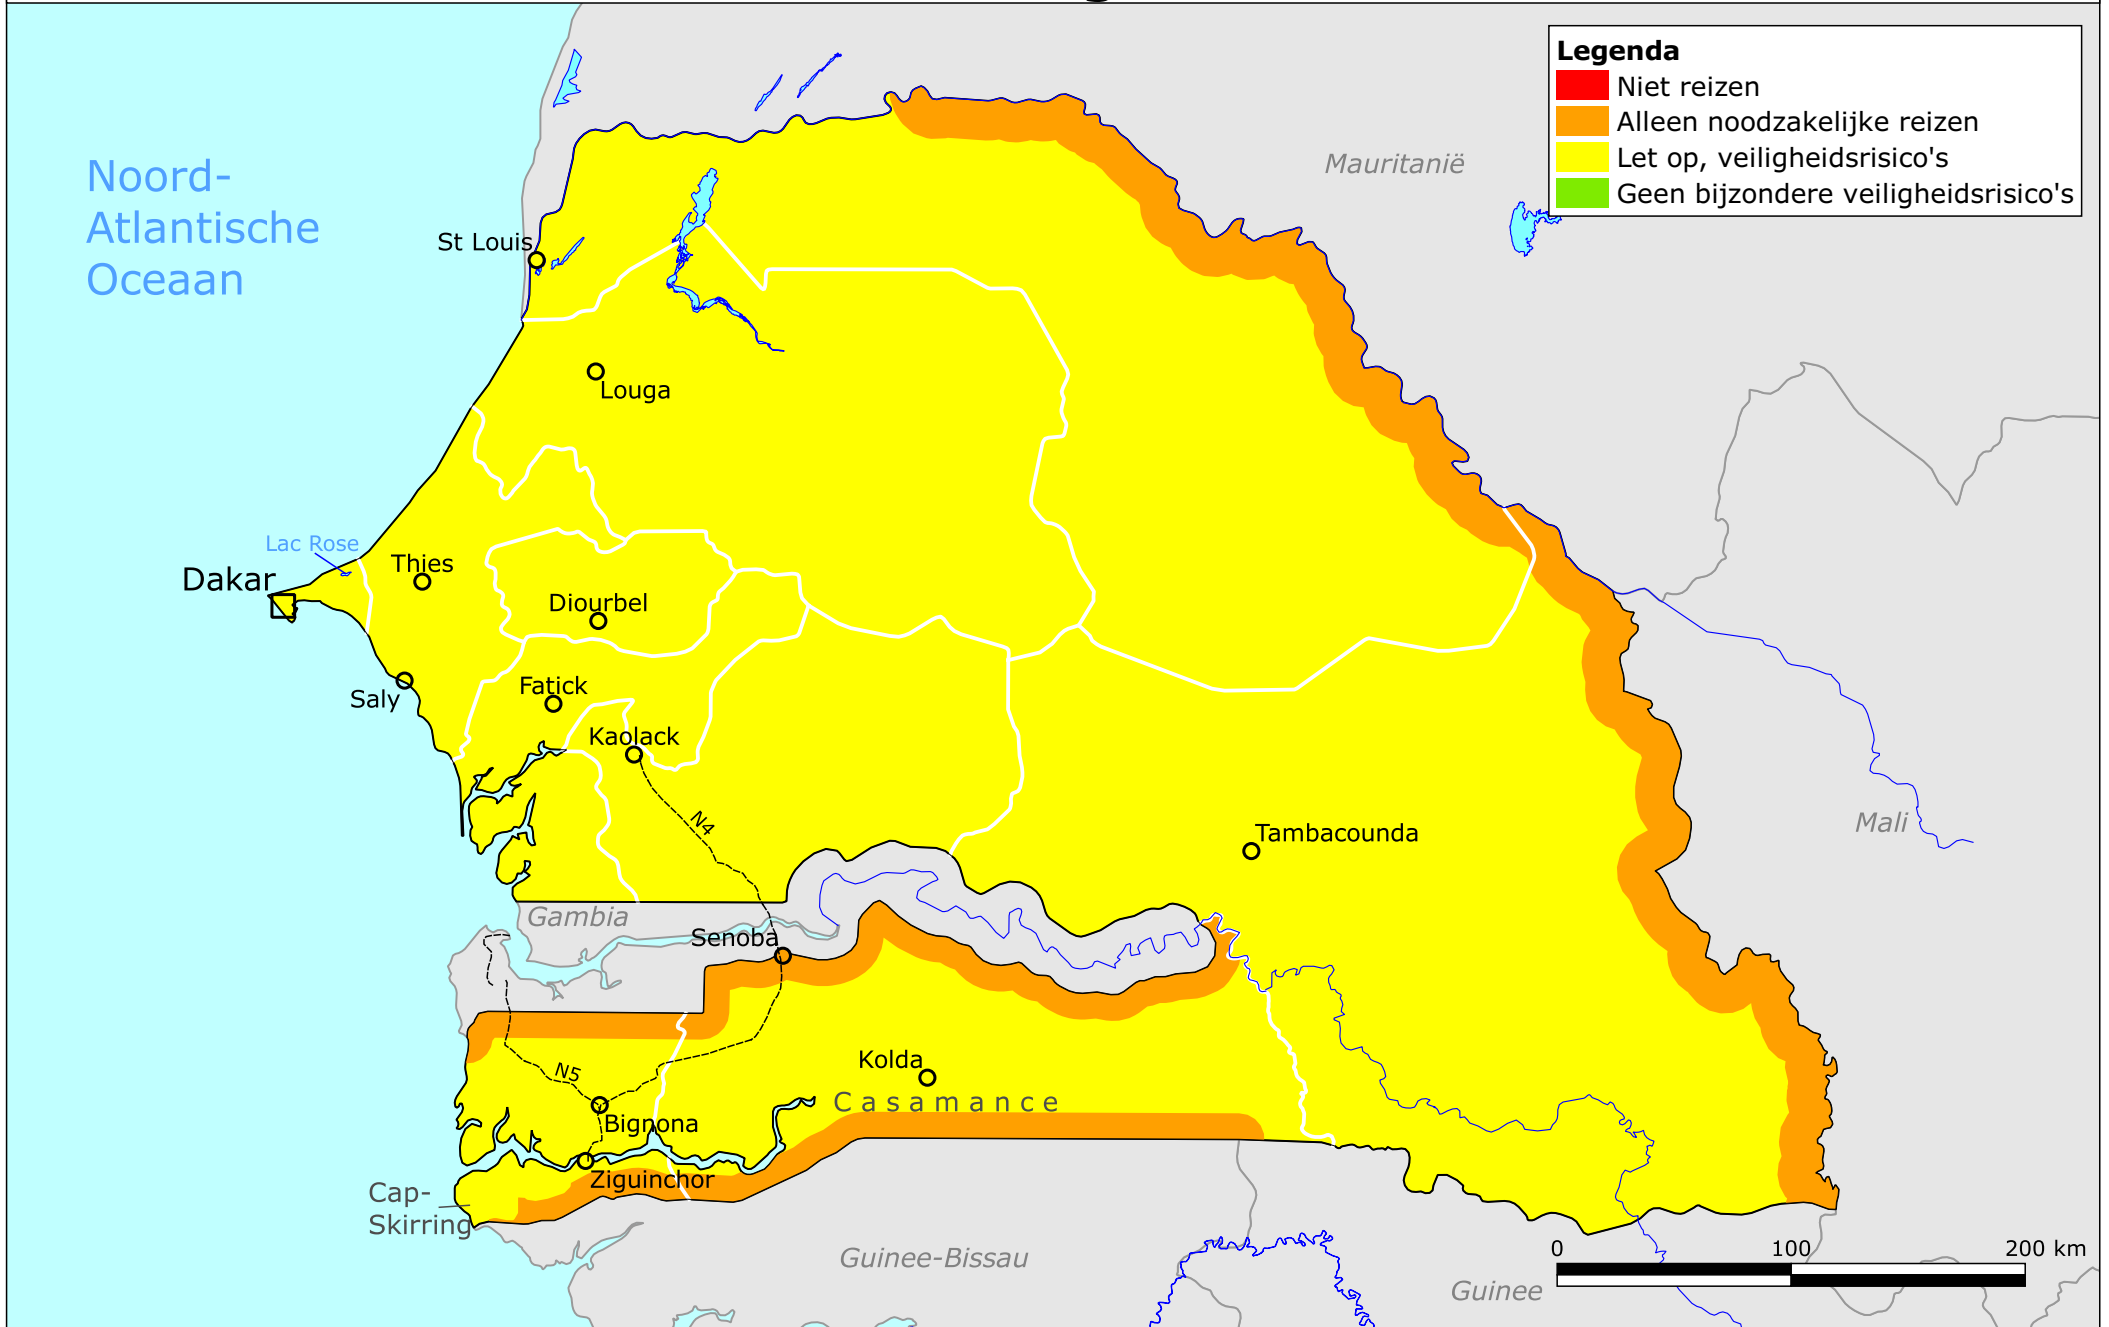 Legenda
Niet reizen
Alleen noodzakelijke reizen
Let op, veiligheidsrisico's
Geen bijzondere veiligheidsrisico's
Mauritanië
Noord-
Atlantische
Oceaan
St Louis
Louga
Lac Rose
Thies
Dakar
Diourbel
Saly
Fatick
Kaolack
N4
Tambacounda
Mali
Gambia
Senoba
Kolda
N5
Casamance
Bignona
Ziguinchor
Cap-
Skirring
Guinee-Bissau
Guinee
0 100 200 km